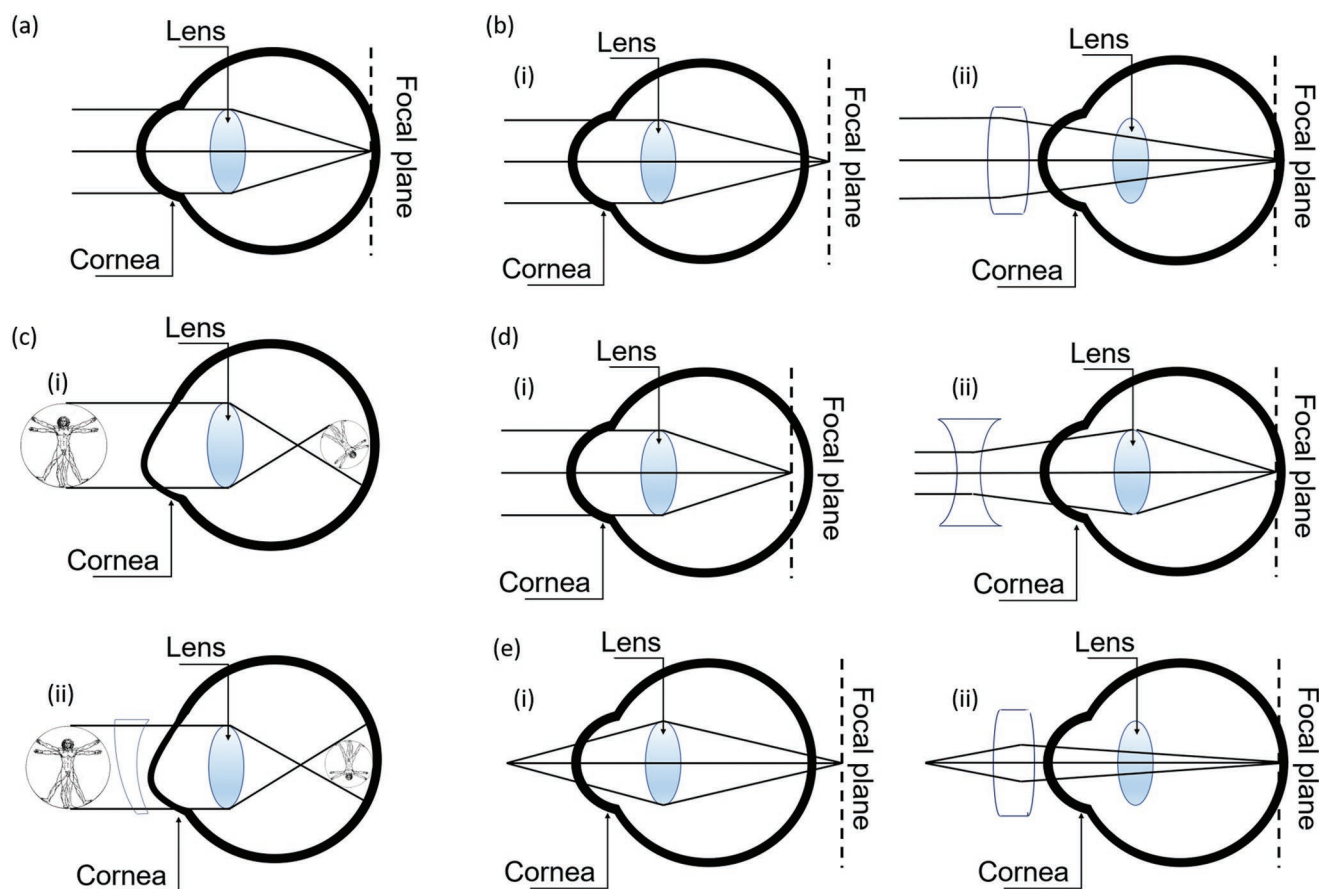 (a)
Lens
Cornea
Focal plane
(b)
(i)
Lens
Cornea
Focal plane
(ii)
Lens
Cornea
Focal plane
(c)
(i)
Lens
Cornea
(ii)
Lens
Cornea
(d)
(i)
Lens
Cornea
Focal plane
(ii)
Lens
Cornea
Focal plane
(e)
(i)
Lens
Cornea
Focal plane
(ii)
Lens
Cornea
Focal plane